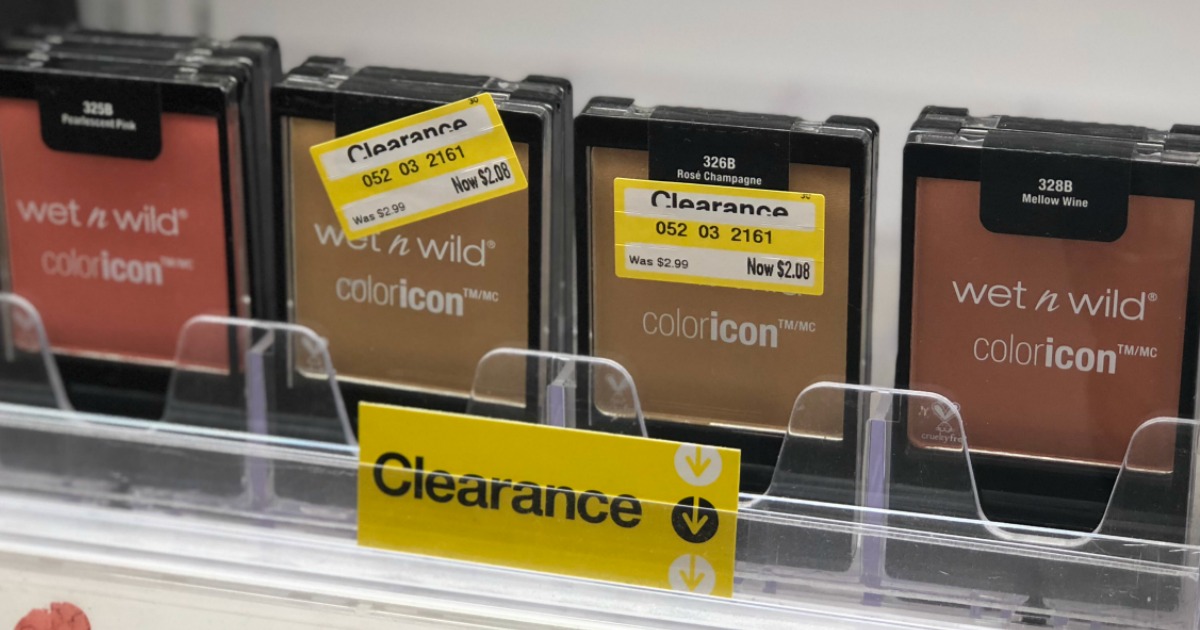 325B
Pearlescent Pink
wet n wild®
coloricon™/MC
Clearance
052 03 2161
Was $2.99 Now $2.08
wet n wild®
coloricon™/MC
326B
Rosé Champagne
Clearance
052 03 2161
Was $2.99 Now $2.08
coloricon™/MC
328B
Mellow Wine
wet n wild®
coloricon™/MC
Clearance